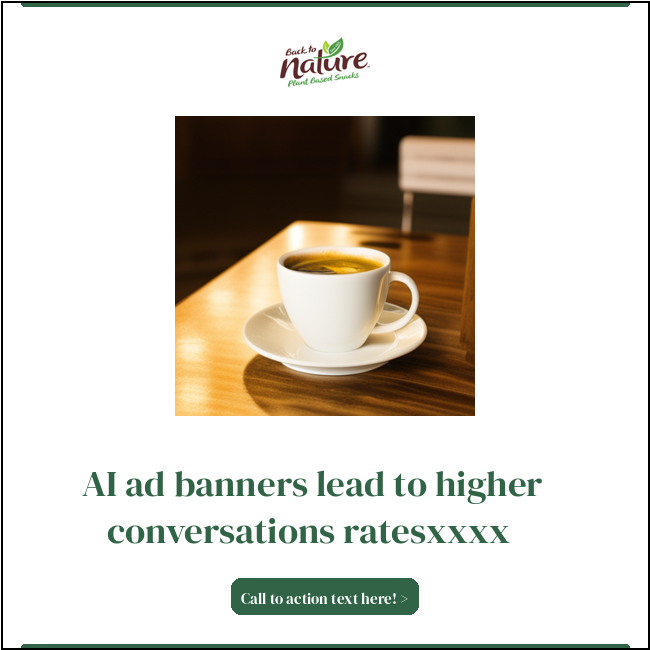 Back to
nature
Plant Based Snacks
AI ad banners lead to higher
conversations ratesxxxx
Call to action text here! >